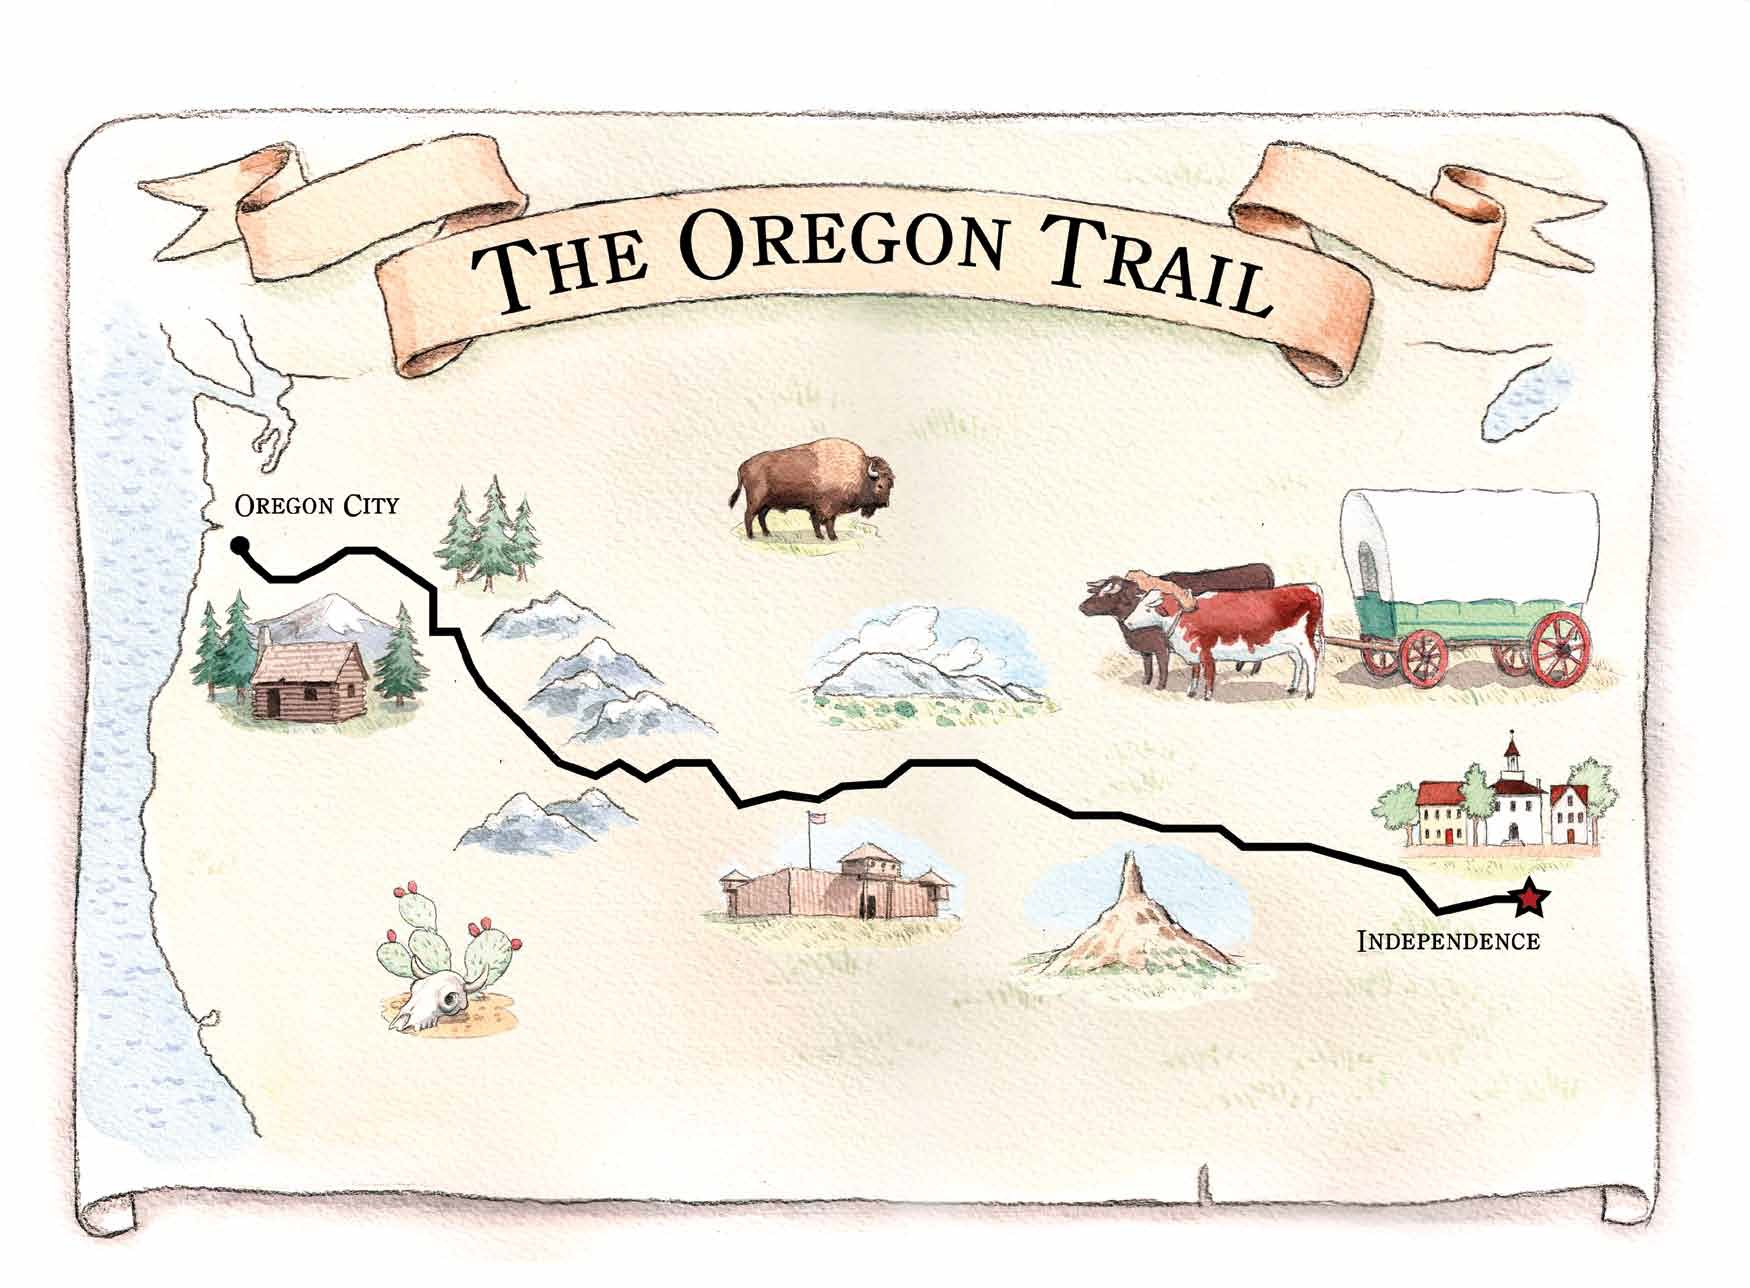 THE OREGON TRAIL
OREGON CITY
INDEPENDENCE